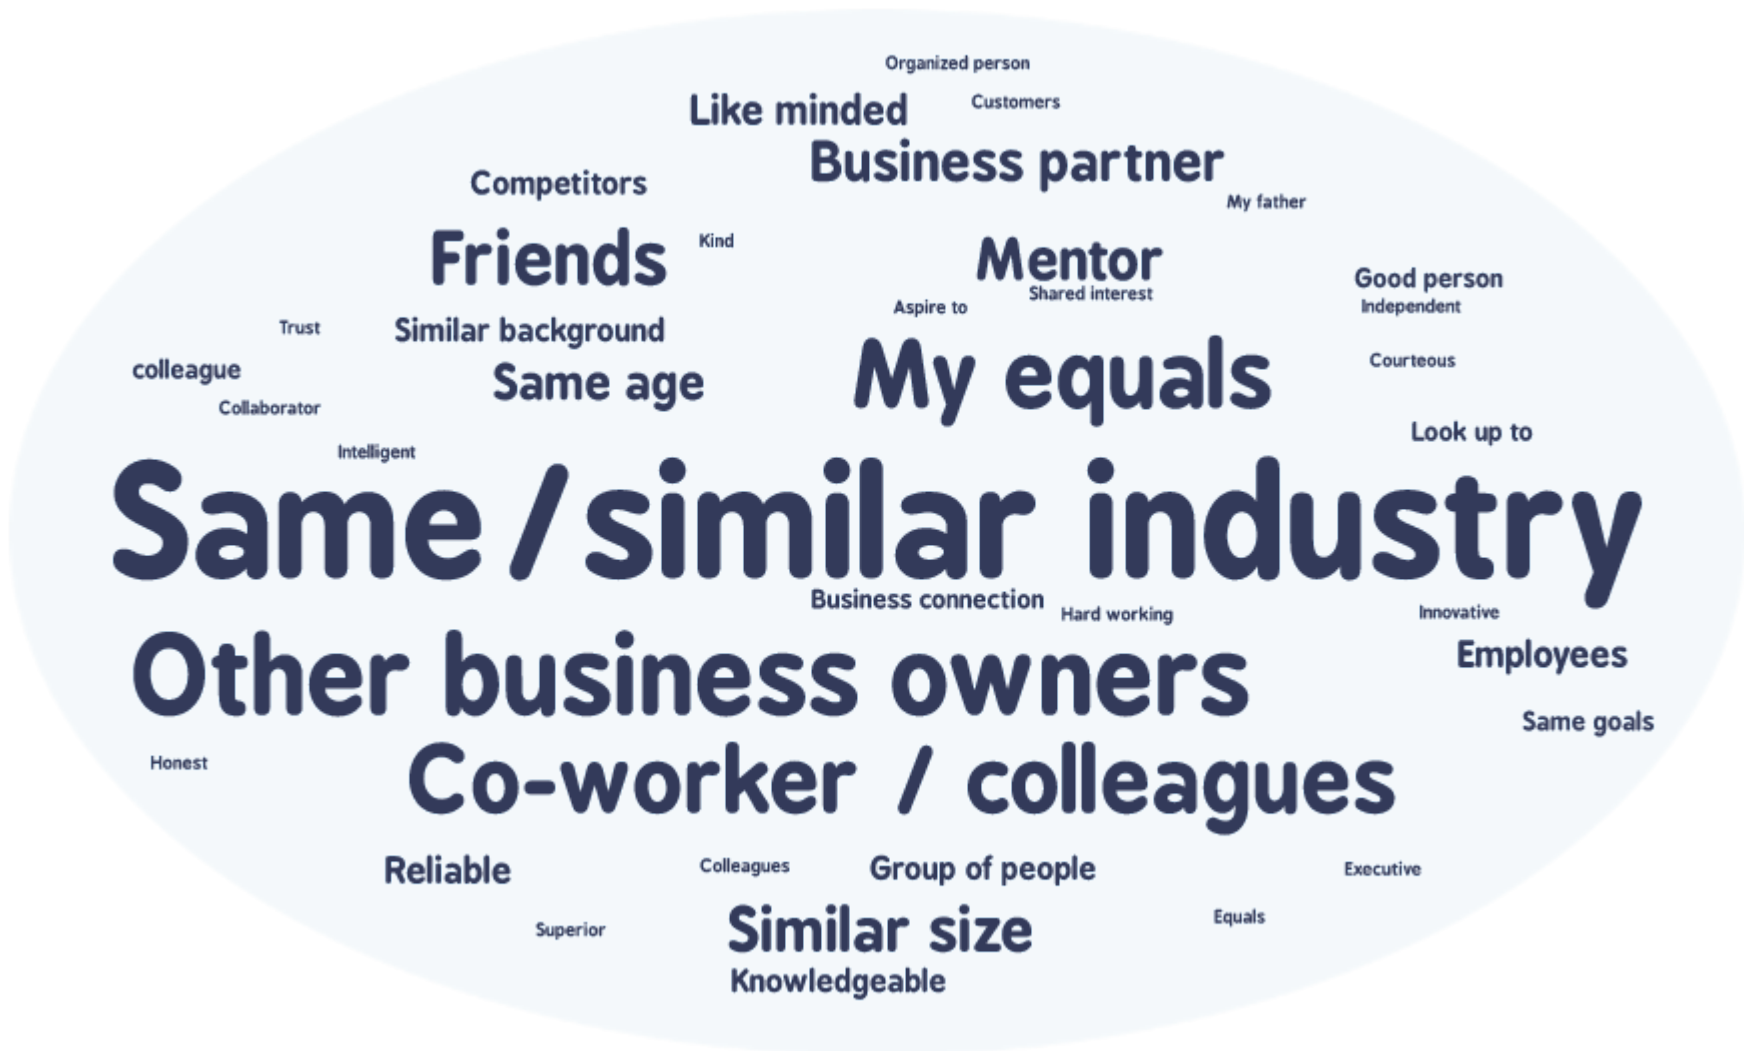 Organized person
Like minded
Customers
Business partner
Competitors
My father
Friends
Kind
Mentor
Good person
Shared interest
Aspire to
Independent
Trust
Similar background
colleague
Same age
My equals
Courteous
Collaborator
Look up to
Intelligent
Same / similar industry
Business connection
Hard working
Innovative
Other business owners
Employees
Same goals
Honest
Co-worker / colleagues
Reliable
Colleagues
Group of people
Executive
Superior
Similar size
Equals
Knowledgeable